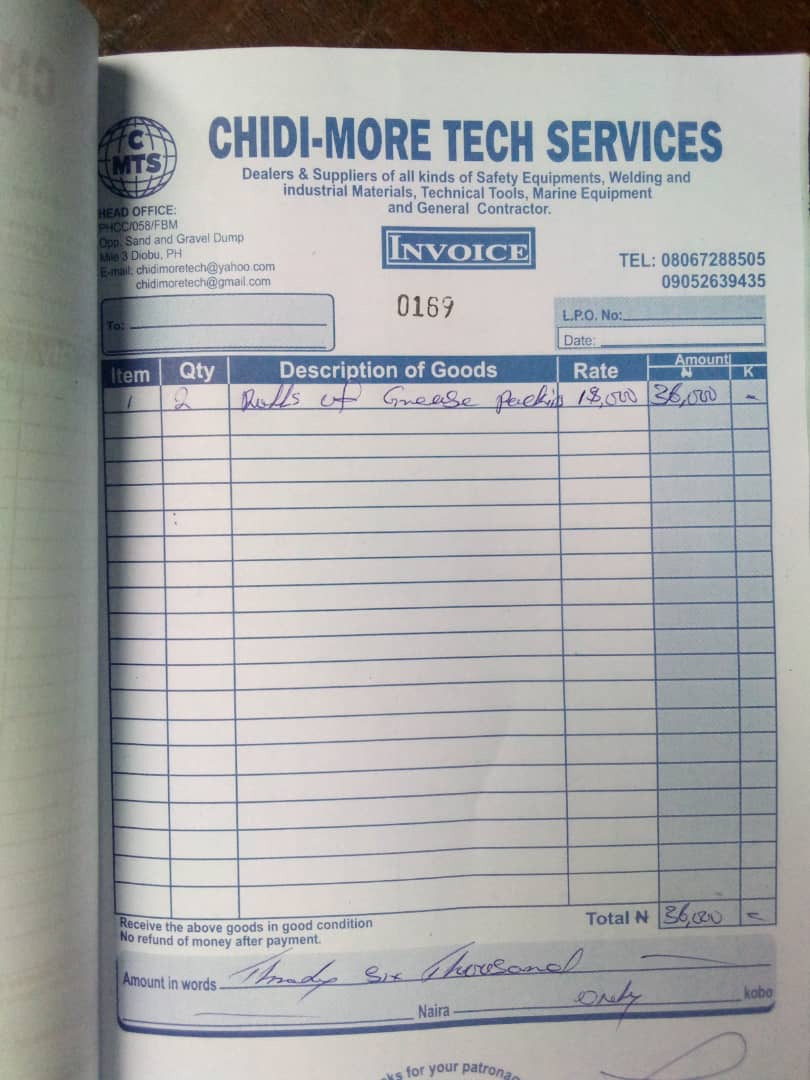 C
MTS
CHIDI-MORE TECH SERVICES
Dealers & Suppliers of all kinds of Safety Equipments, Welding and
industrial Materials, Technical Tools, Marine Equipment
and General Contractor.
HEAD OFFICE:
PHCC/058/FBM
Opp. Sand and Gravel Dump
Mile 3 Diobu, PH
E-mail: chidimoretech@yahoo.com
chidimoretech@gmail.com
INVOICE
TEL: 08067288505
09052639435
0169
To:
L.P.O. No:
Date:
Item Qty Description of Goods Rate Amount ₦ K
1 2 Rolls of Grease Packin 18,000 36,000 -
Receive the above goods in good condition
No refund of money after payment.
Total ₦ 36,000 =
Amount in words Thirdy Six Thousand
Only
Naira kobo
ks for your patrona